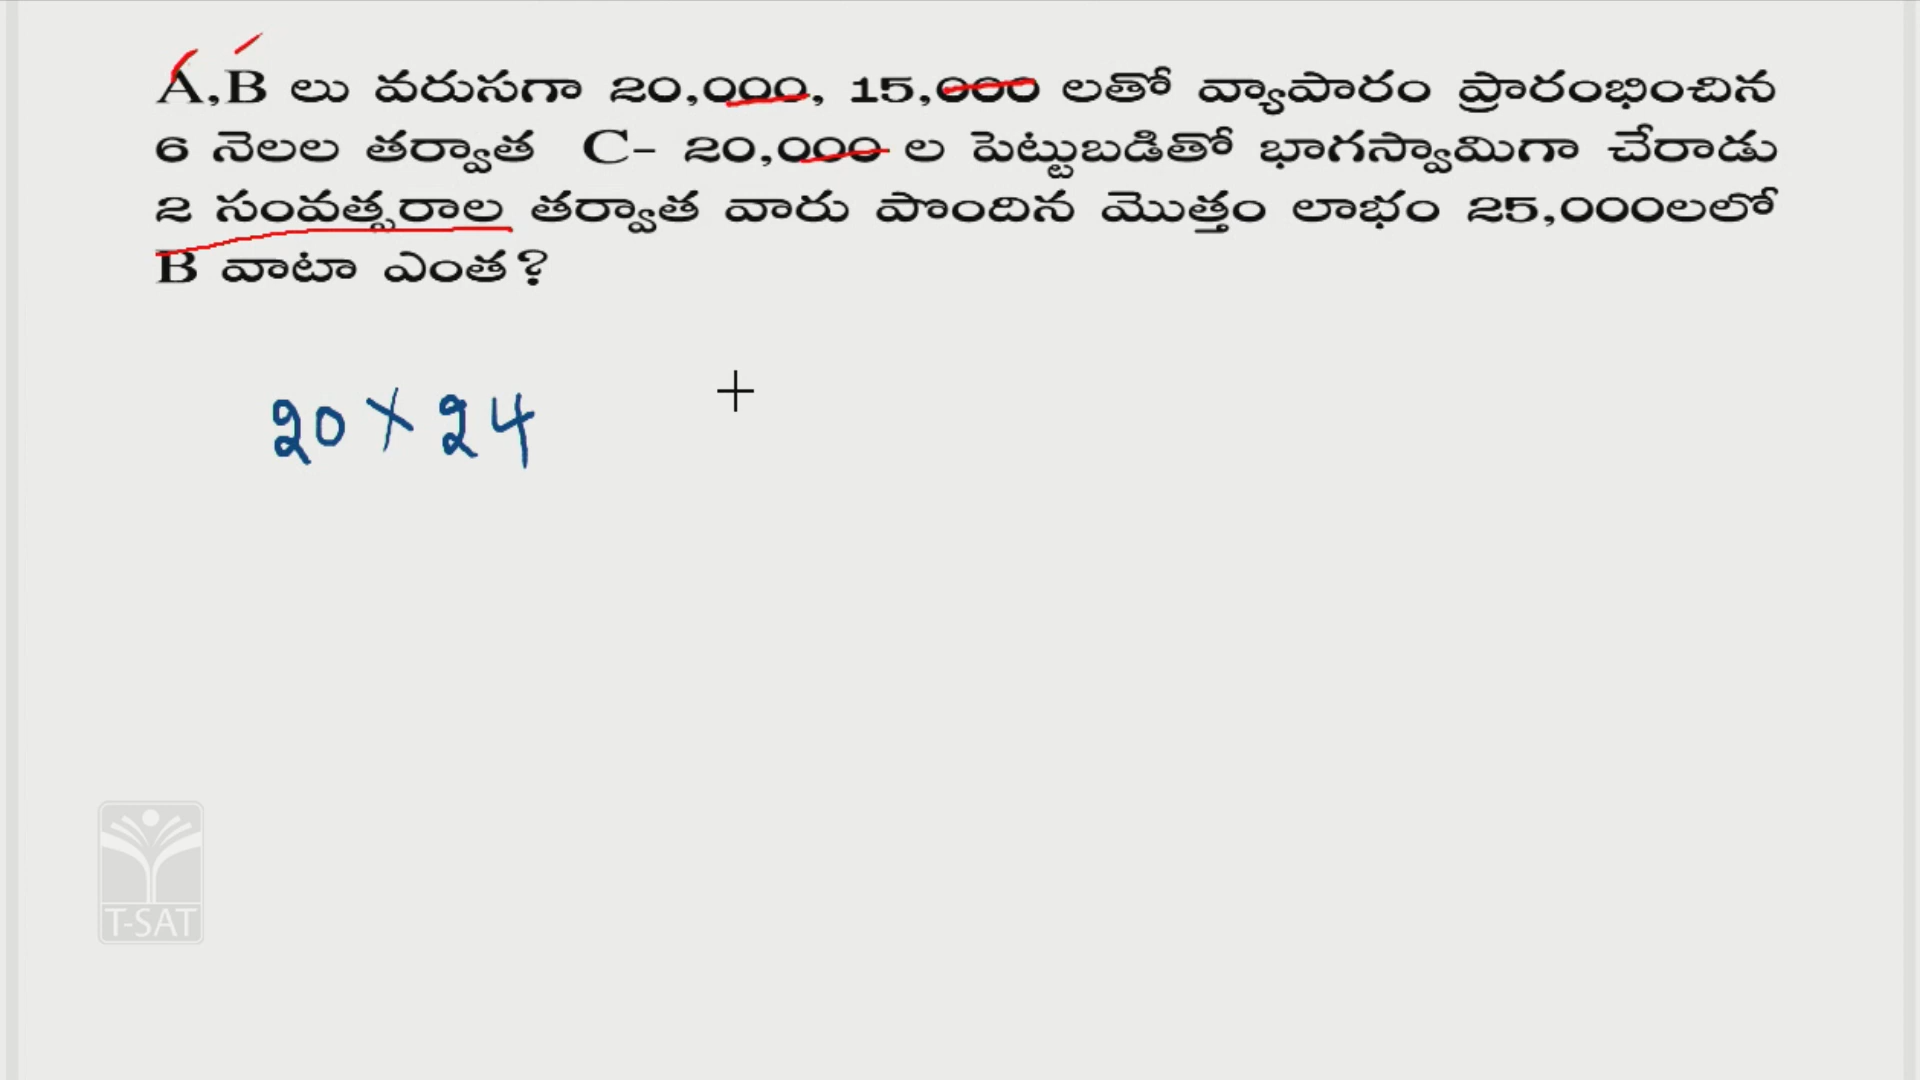 A,B లు వరుసగా 20,000, 15,000 లతో వ్యాపారం ప్రారంభించిన
6 నెలల తర్వాత C- 20,000 ల పెట్టుబడితో భాగస్వామిగా చేరాడు
2 సంవత్సరాల తర్వాత వారు పొందిన మొత్తం లాభం 25,000లలో
B వాటా ఎంత?
20 × 24
T-SAT